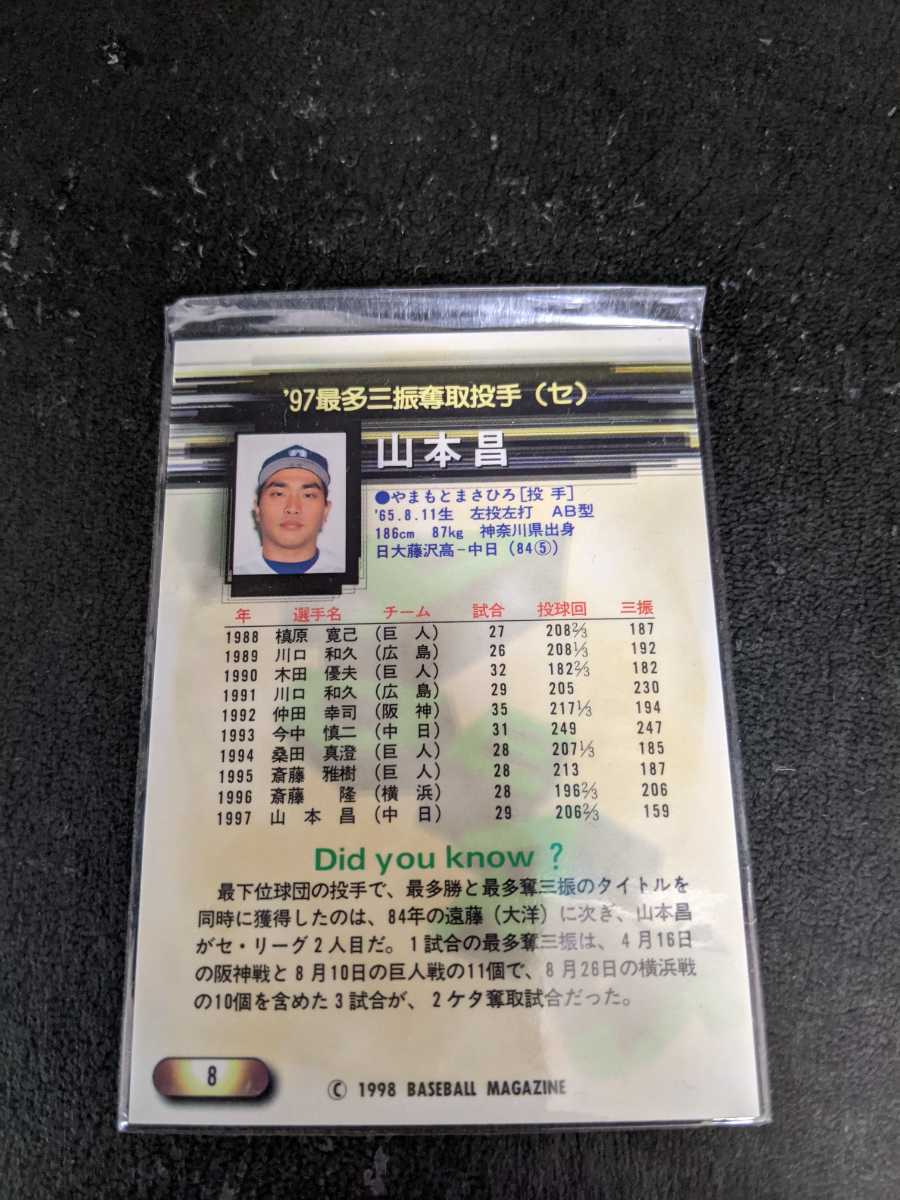 '97最多三振奪取投手(セ)
山本昌
●やまもとまさひろ[投 手]
'65.8.11生 左投左打 AB型
186cm 87kg 神奈川県出身
日大藤沢高-中日(84⑤)
年 選手名 チーム 試合 投球回 三振
1988 槙原 寛己 (巨 人) 27 208⅔ 187
1989 川口 和久 (広 島) 26 208⅓ 192
1990 木田 優夫 (巨 人) 32 182⅔ 182
1991 川口 和久 (広 島) 29 205 230
1992 仲田 幸司 (阪 神) 35 217⅓ 194
1993 今中 慎二 (中 日) 31 249 247
1994 桑田 真澄 (巨 人) 28 207⅓ 185
1995 斎藤 雅樹 (巨 人) 28 213 187
1996 斎藤 隆 (横 浜) 28 196⅔ 206
1997 山 本 昌 (中 日) 29 206⅔ 159
Did you know ?
最下位球団の投手で、最多勝と最多奪三振のタイトルを
同時に獲得したのは、84年の遠藤(大洋)に次ぎ、山本昌
がセ・リーグ2人目だ。1試合の最多奪三振は、4月16日
の阪神戦と8月10日の巨人戦の11個で、8月26日の横浜戦
の10個を含めた3試合が、2ケタ奪取試合だった。
8
© 1998 BASEBALL MAGAZINE